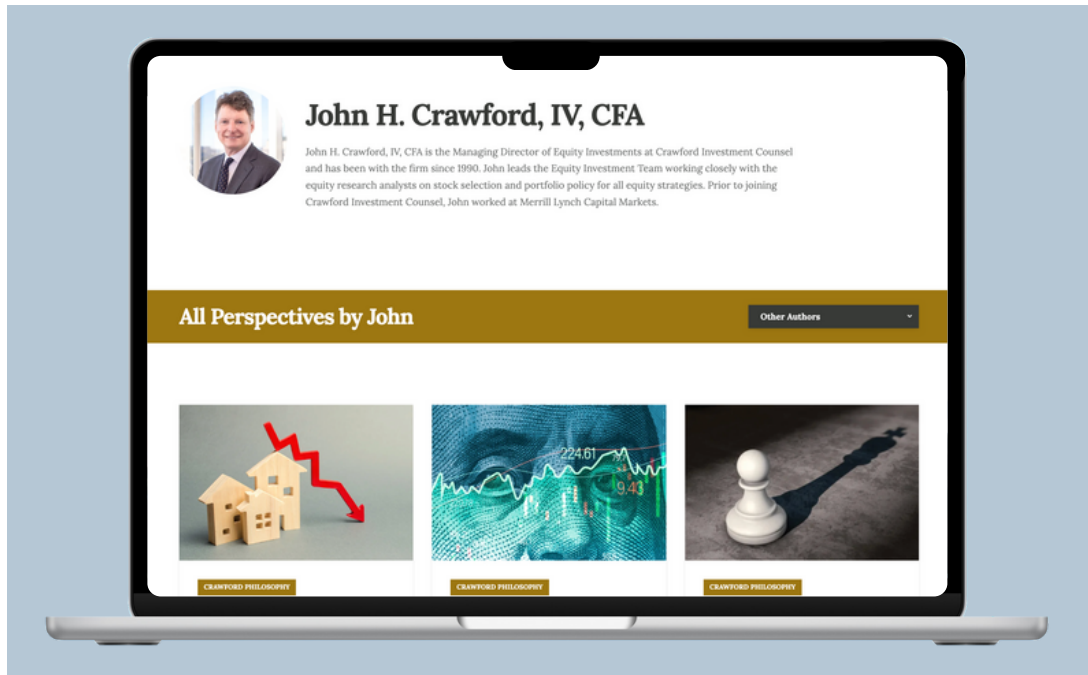 John H. Crawford, IV, CFA
John H. Crawford, IV, CFA is the Managing Director of Equity Investments at Crawford Investment Counsel
and has been with the firm since 1990. John leads the Equity Investment Team working closely with the
equity research analysts on stock selection and portfolio policy for all equity strategies. Prior to joining
Crawford Investment Counsel, John worked at Merrill Lynch Capital Markets.
All Perspectives by John
Other Authors
224.61
9.43
CRAWFORD PHILOSOPHY
CRAWFORD PHILOSOPHY
CRAWFORD PHILOSOPHY